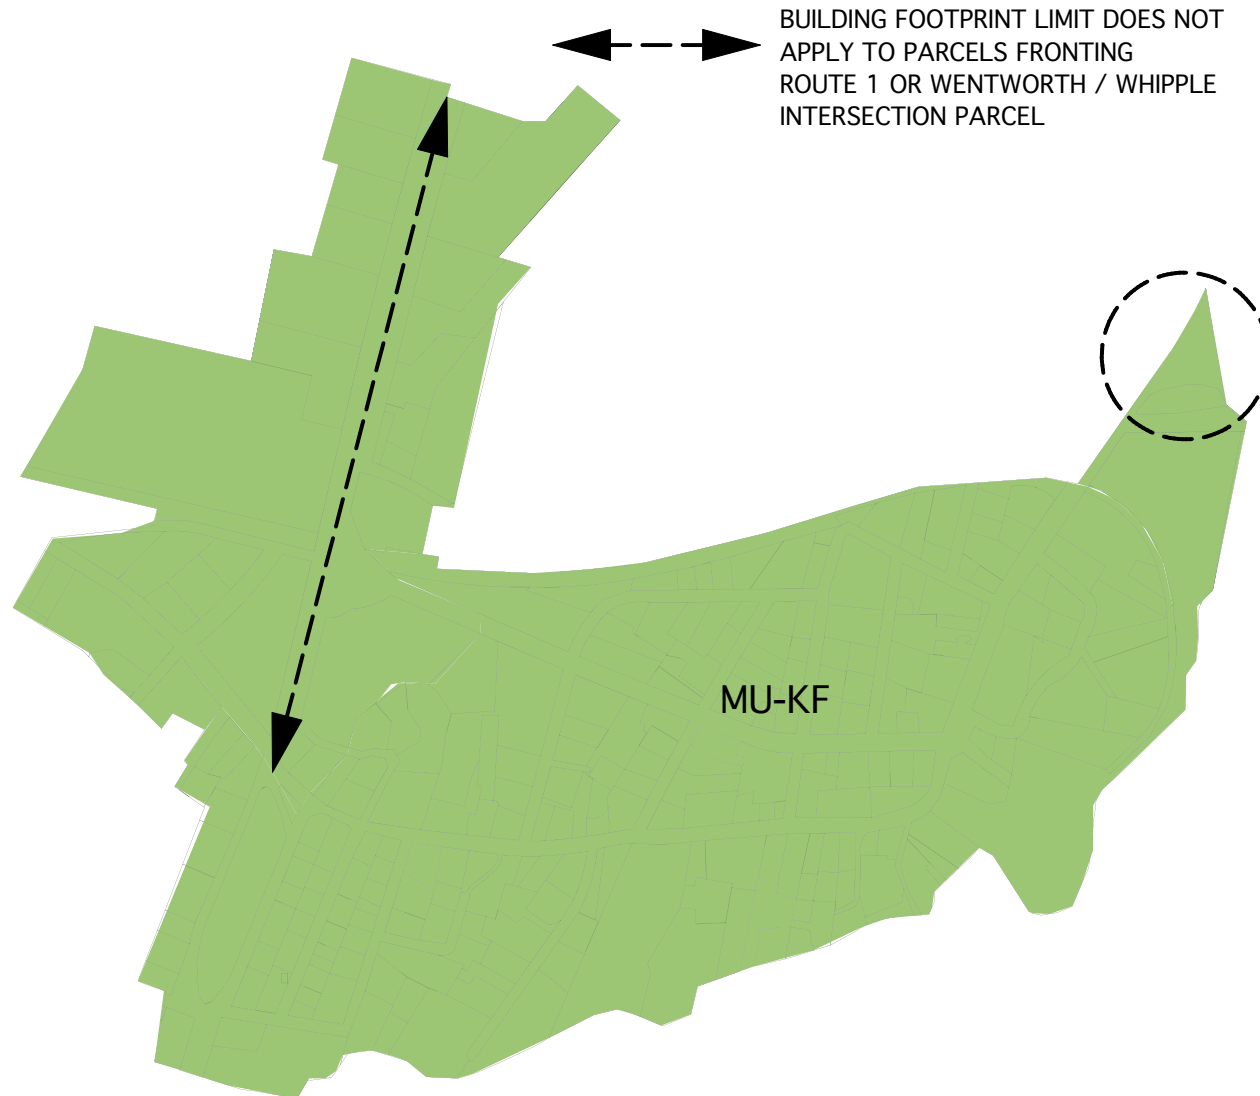 BUILDING FOOTPRINT LIMIT DOES NOT
APPLY TO PARCELS FRONTING
ROUTE 1 OR WENTWORTH / WHIPPLE
INTERSECTION PARCEL
MU-KF